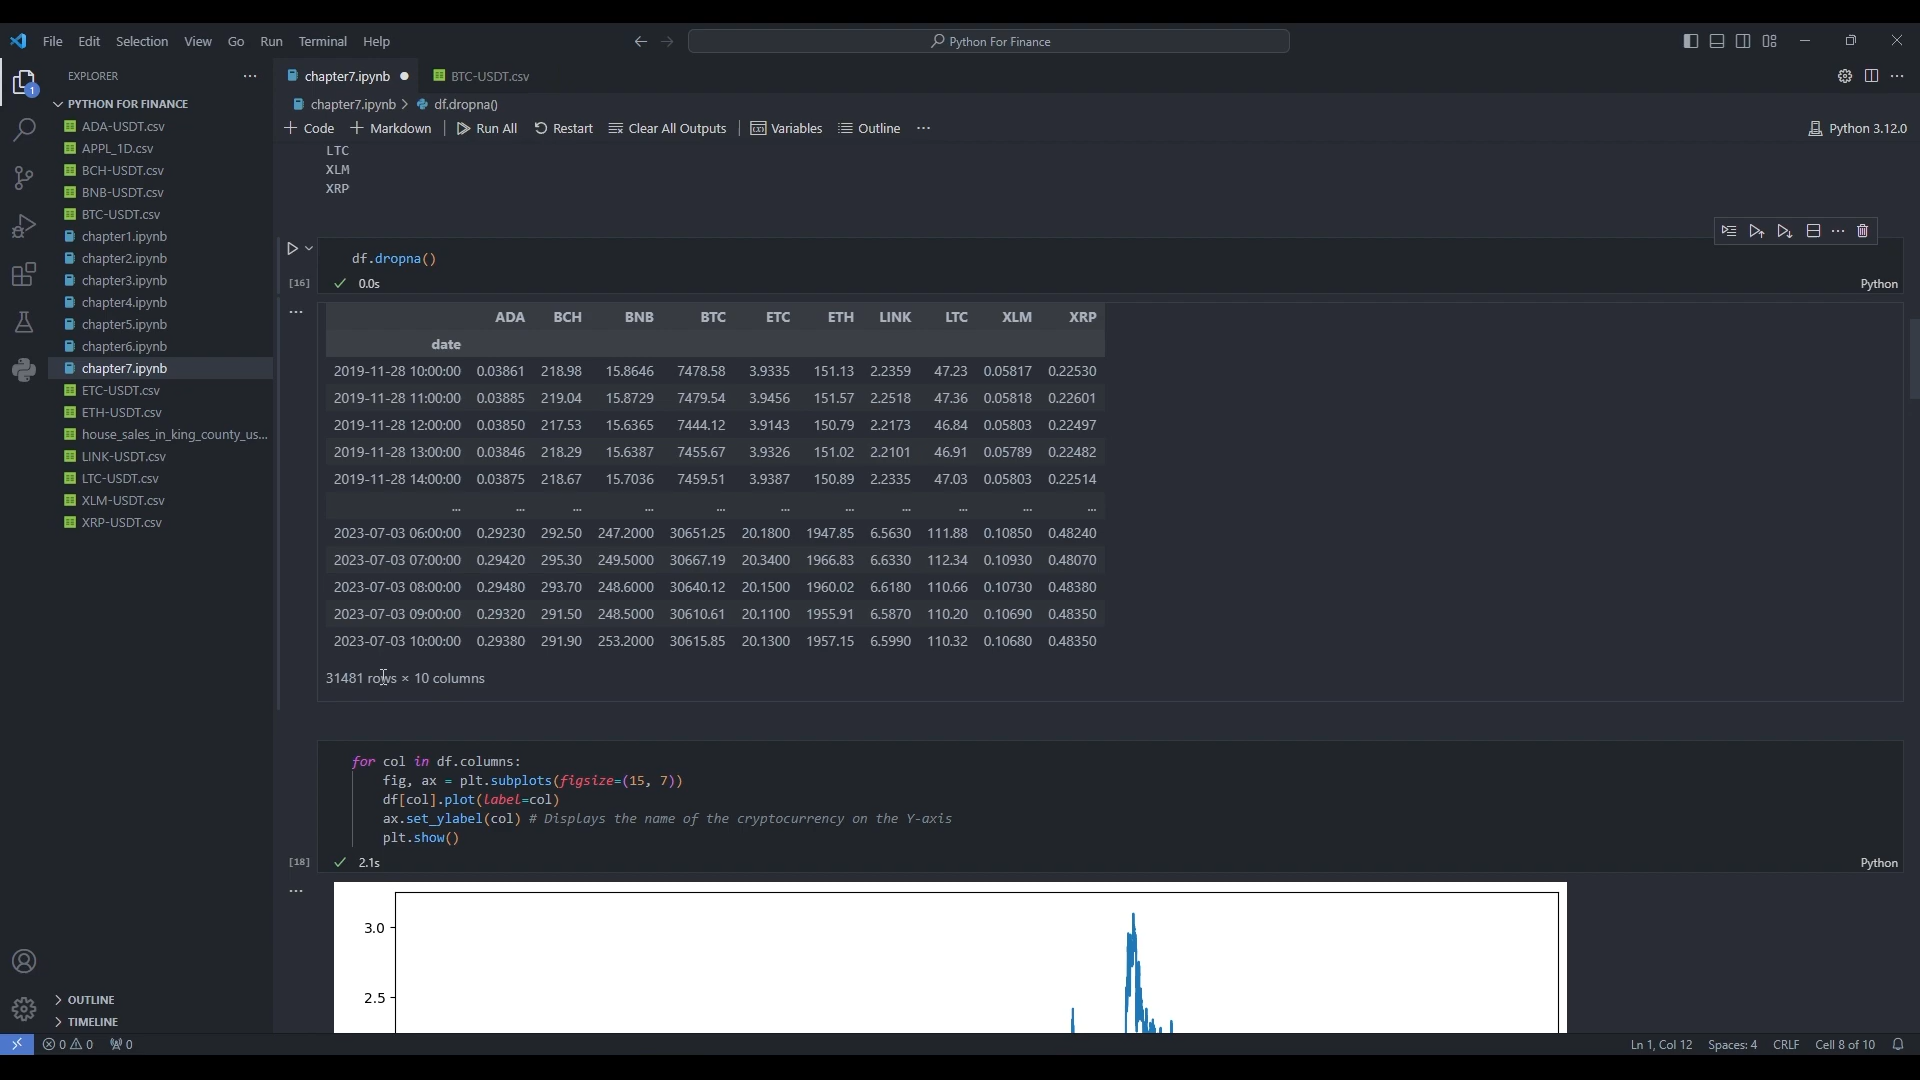 File Edit Selection View Go Run Terminal Help
Python For Finance
EXPLORER
PYTHON FOR FINANCE
ADA-USDT.csv
APPL_1D.csv
BCH-USDT.csv
BNB-USDT.csv
BTC-USDT.csv
chapter1.ipynb
chapter2.ipynb
chapter3.ipynb
chapter4.ipynb
chapter5.ipynb
chapter6.ipynb
chapter7.ipynb
ETC-USDT.csv
ETH-USDT.csv
house_sales_in_king_county_us...
LINK-USDT.csv
LTC-USDT.csv
XLM-USDT.csv
XRP-USDT.csv
OUTLINE
TIMELINE
1
chapter7.ipynb BTC-USDT.csv
chapter7.ipynb > df.dropna()
+ Code + Markdown Run All Restart Clear All Outputs Variables Outline ... Python 3.12.0
LTC
XLM
XRP
df.dropna()
[16] ✓ 0.0s Python
ADA BCH BNB BTC ETC ETH LINK LTC XLM XRP
date
2019-11-28 10:00:00 0.03861 218.98 15.8646 7478.58 3.9335 151.13 2.2359 47.23 0.05817 0.22530
2019-11-28 11:00:00 0.03885 219.04 15.8729 7479.54 3.9456 151.57 2.2518 47.36 0.05818 0.22601
2019-11-28 12:00:00 0.03850 217.53 15.6365 7444.12 3.9143 150.79 2.2173 46.84 0.05803 0.22497
2019-11-28 13:00:00 0.03846 218.29 15.6387 7455.67 3.9326 151.02 2.2101 46.91 0.05789 0.22482
2019-11-28 14:00:00 0.03875 218.67 15.7036 7459.51 3.9387 150.89 2.2335 47.03 0.05803 0.22514
... ... ... ... ... ... ... ... ... ... ...
2023-07-03 06:00:00 0.29230 292.50 247.2000 30651.25 20.1800 1947.85 6.5630 111.88 0.10850 0.48240
2023-07-03 07:00:00 0.29420 295.30 249.5000 30667.19 20.3400 1966.83 6.6330 112.34 0.10930 0.48070
2023-07-03 08:00:00 0.29480 293.70 248.6000 30640.12 20.1500 1960.02 6.6180 110.66 0.10730 0.48380
2023-07-03 09:00:00 0.29320 291.50 248.5000 30610.61 20.1100 1955.91 6.5870 110.20 0.10690 0.48350
2023-07-03 10:00:00 0.29380 291.90 253.2000 30615.85 20.1300 1957.15 6.5990 110.32 0.10680 0.48350
31481 rows × 10 columns
for col in df.columns:
    fig, ax = plt.subplots(figsize=(15, 7))
    df[col].plot(label=col)
    ax.set_ylabel(col) # Displays the name of the cryptocurrency on the Y-axis
    plt.show()
[18] ✓ 2.1s Python
3.0
2.5
0 0 0 Ln 1, Col 12 Spaces: 4 CRLF Cell 8 of 10